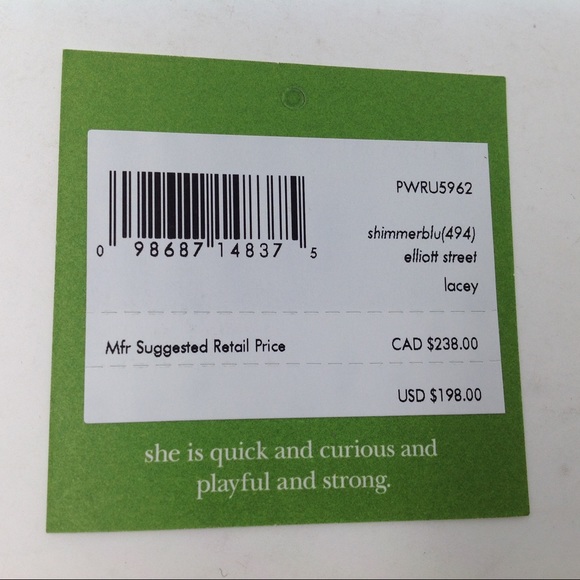 PWRU5962
0 98687 14837 5
shimmerblu(494)
elliott street
lacey
Mfr Suggested Retail Price CAD $238.00
USD $198.00
she is quick and curious and
playful and strong.